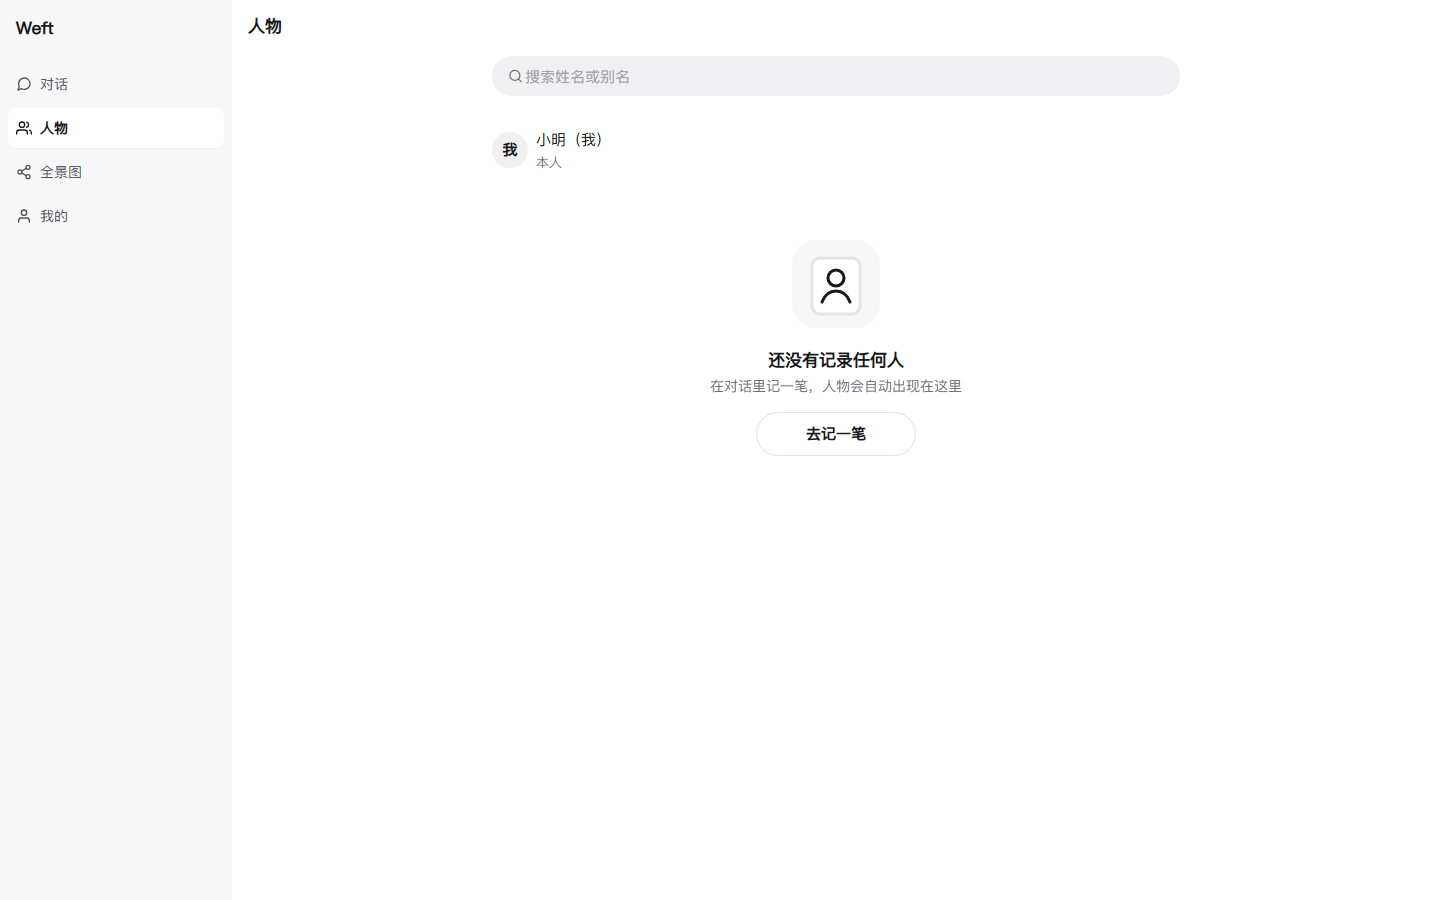 Weft
对话
人物
全景图
我的
人物
搜索姓名或别名
我
小明（我）
本人
还没有记录任何人
在对话里记一笔，人物会自动出现在这里
去记一笔